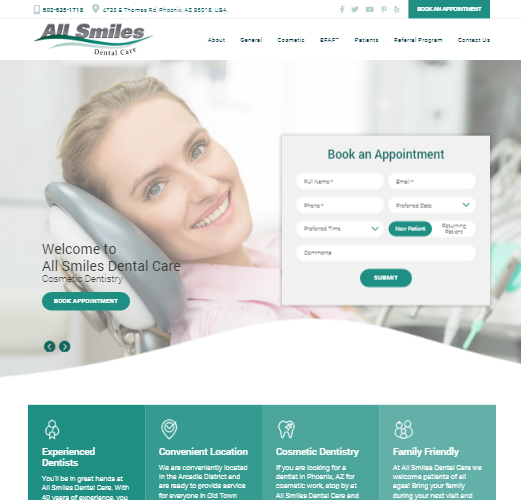 602-635-1718 4728 E Thomas Rd, Phoenix, AZ 85018, USA
BOOK AN APPOINTMENT
All Smiles
Dental Care
About General Cosmetic BPAF™ Patients Referral Program Contact Us
Book an Appointment
Full Name * Email *
Phone * Preferred Date
Preferred Time New Patient Returning Patient
Comments
SUBMIT
Welcome to
All Smiles Dental Care
Cosmetic Dentistry
BOOK APPOINTMENT
Experienced
Dentists
You'll be in great hands at
All Smiles Dental Care. With
40 years of experience, you
Convenient Location
We are conveniently located
in the Arcadia District and
are ready to provide service
for everyone in Old Town
Cosmetic Dentistry
If you are looking for a
dentist in Phoenix, AZ for
cosmetic work, stop by at
All Smiles Dental Care and
Family Friendly
At All Smiles Dental Care we
welcome patients of all
ages! Bring your family
during your next visit and